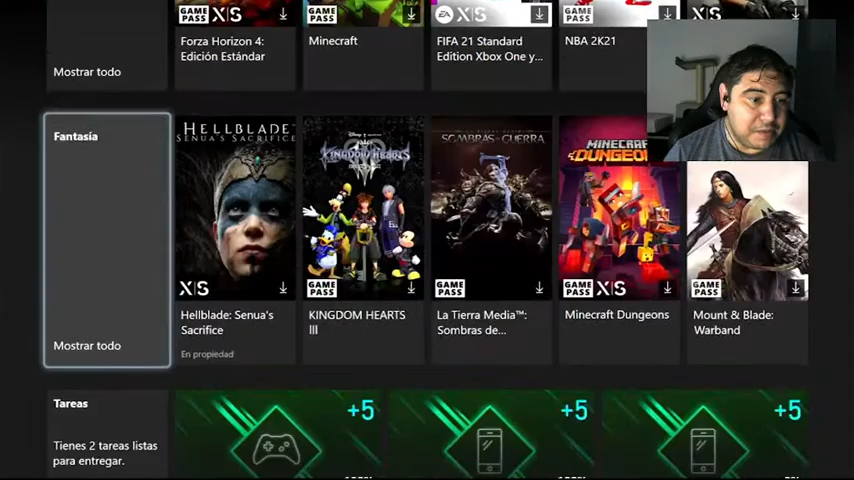 GAME PASS X|S
GAME PASS
EA X|S
GAME PASS
X|S
Forza Horizon 4:
Edición Estándar
Minecraft
FIFA 21 Standard
Edition Xbox One y...
NBA 2K21
Mostrar todo
Fantasía
Mostrar todo
HELLBLADE
SENUA'S SACRIFICE
X|S
Disney
KINGDOM HEARTS
III
GAME PASS
SOMBRAS DE GUERRA
GAME PASS
MINECRAFT
DUNGEONS
GAME PASS X|S
GAME PASS
Hellblade: Senua's
Sacrifice
En propiedad
KINGDOM HEARTS
III
La Tierra Media™:
Sombras de...
Minecraft Dungeons
Mount & Blade:
Warband
Tareas
Tienes 2 tareas listas
para entregar.
+5
+5
+5